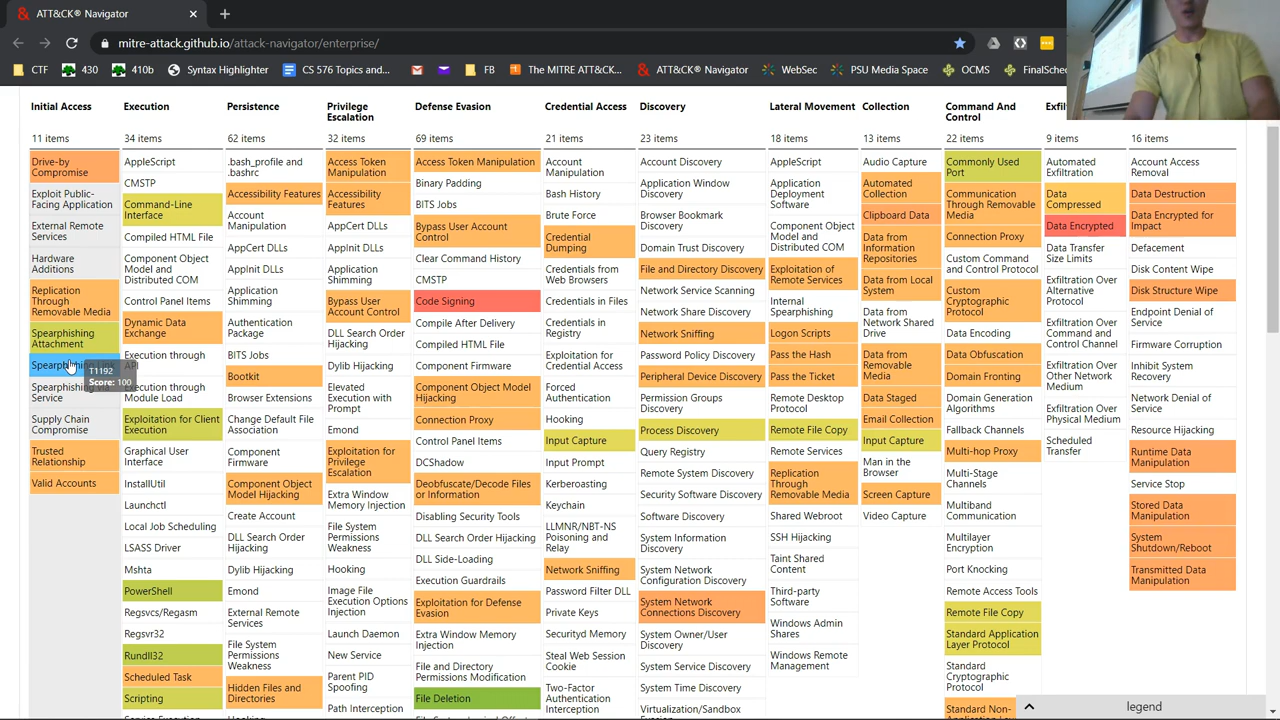 ATT&CK® Navigator
mitre-attack.github.io/attack-navigator/enterprise/
CTF
430
410b
Syntax Highlighter
CS 576 Topics and...
FB
The MITRE ATT&CK...
ATT&CK® Navigator
WebSec
PSU Media Space
OCMS
FinalSche
Initial Access
11 items
Drive-by
Compromise
Exploit Public-
Facing Application
External Remote
Services
Hardware
Additions
Replication
Through
Removable Media
Spearphishing
Attachment
T1192
Score: 100
Service
Supply Chain
Compromise
Trusted
Relationship
Valid Accounts
Execution
34 items
AppleScript
CMSTP
Command-Line
Interface
Compiled HTML File
Component Object
Model and
Distributed COM
Control Panel Items
Dynamic Data
Exchange
Execution through
API
Execution through
Module Load
Exploitation for Client
Execution
Graphical User
Interface
InstallUtil
Launchctl
Local Job Scheduling
LSASS Driver
Mshta
PowerShell
Regsvcs/Regasm
Regsvr32
Rundll32
Scheduled Task
Scripting
Persistence
62 items
.bash_profile and
.bashrc
Accessibility Features
Account
Manipulation
AppCert DLLs
AppInit DLLs
Application
Shimming
Authentication
Package
BITS Jobs
Bootkit
Browser Extensions
Change Default File
Association
Component
Firmware
Component Object
Model Hijacking
Create Account
DLL Search Order
Hijacking
Dylib Hijacking
Emond
External Remote
Services
File System
Permissions
Weakness
Hidden Files and
Directories
Hooking
Privilege
Escalation
32 items
Access Token
Manipulation
Accessibility
Features
AppCert DLLs
AppInit DLLs
Application
Shimming
Bypass User
Account Control
DLL Search Order
Hijacking
Dylib Hijacking
Elevated
Execution with
Prompt
Emond
Exploitation for
Privilege
Escalation
Extra Window
Memory Injection
File System
Permissions
Weakness
Hooking
Image File
Execution Options
Injection
Launch Daemon
New Service
Parent PID
Spoofing
Path Interception
Defense Evasion
69 items
Access Token Manipulation
Binary Padding
BITS Jobs
Bypass User Account
Control
Clear Command History
CMSTP
Code Signing
Compile After Delivery
Compiled HTML File
Component Firmware
Component Object Model
Hijacking
Connection Proxy
Control Panel Items
DCShadow
Deobfuscate/Decode Files
or Information
Disabling Security Tools
DLL Search Order Hijacking
DLL Side-Loading
Execution Guardrails
Exploitation for Defense
Evasion
Extra Window Memory
Injection
File and Directory
Permissions Modification
File Deletion
Credential Access
21 items
Account
Manipulation
Bash History
Brute Force
Credential
Dumping
Credentials from
Web Browsers
Credentials in Files
Credentials in
Registry
Exploitation for
Credential Access
Forced
Authentication
Hooking
Input Capture
Input Prompt
Kerberoasting
Keychain
LLMNR/NBT-NS
Poisoning and
Relay
Network Sniffing
Password Filter DLL
Private Keys
Securityd Memory
Steal Web Session
Cookie
Two-Factor
Authentication
Interception
Discovery
23 items
Account Discovery
Application Window
Discovery
Browser Bookmark
Discovery
Domain Trust Discovery
File and Directory Discovery
Network Service Scanning
Network Share Discovery
Network Sniffing
Password Policy Discovery
Peripheral Device Discovery
Permission Groups
Discovery
Process Discovery
Query Registry
Remote System Discovery
Security Software Discovery
Software Discovery
System Information
Discovery
System Network
Configuration Discovery
System Network
Connections Discovery
System Owner/User
Discovery
System Service Discovery
System Time Discovery
Virtualization/Sandbox
Lateral Movement
18 items
AppleScript
Application
Deployment
Software
Component Object
Model and
Distributed COM
Exploitation of
Remote Services
Internal
Spearphishing
Logon Scripts
Pass the Hash
Pass the Ticket
Remote Desktop
Protocol
Remote File Copy
Remote Services
Replication
Through
Removable Media
Shared Webroot
SSH Hijacking
Taint Shared
Content
Third-party
Software
Windows Admin
Shares
Windows Remote
Management
Collection
13 items
Audio Capture
Automated
Collection
Clipboard Data
Data from
Information
Repositories
Data from Local
System
Data from
Network Shared
Drive
Data from
Removable
Media
Data Staged
Email Collection
Input Capture
Man in the
Browser
Screen Capture
Video Capture
Command And
Control
22 items
Commonly Used
Port
Communication
Through Removable
Media
Connection Proxy
Custom Command
and Control Protocol
Custom
Cryptographic
Protocol
Data Encoding
Data Obfuscation
Domain Fronting
Domain Generation
Algorithms
Fallback Channels
Multi-hop Proxy
Multi-Stage
Channels
Multiband
Communication
Multilayer
Encryption
Port Knocking
Remote Access Tools
Remote File Copy
Standard Application
Layer Protocol
Standard
Cryptographic
Protocol
Standard Non-
Exfil
9 items
Automated
Exfiltration
Data
Compressed
Data Encrypted
Data Transfer
Size Limits
Exfiltration Over
Alternative
Protocol
Exfiltration Over
Command and
Control Channel
Exfiltration Over
Other Network
Medium
Exfiltration Over
Physical Medium
Scheduled
Transfer
16 items
Account Access
Removal
Data Destruction
Data Encrypted for
Impact
Defacement
Disk Content Wipe
Disk Structure Wipe
Endpoint Denial of
Service
Firmware Corruption
Inhibit System
Recovery
Network Denial of
Service
Resource Hijacking
Runtime Data
Manipulation
Service Stop
Stored Data
Manipulation
System
Shutdown/Reboot
Transmitted Data
Manipulation
legend